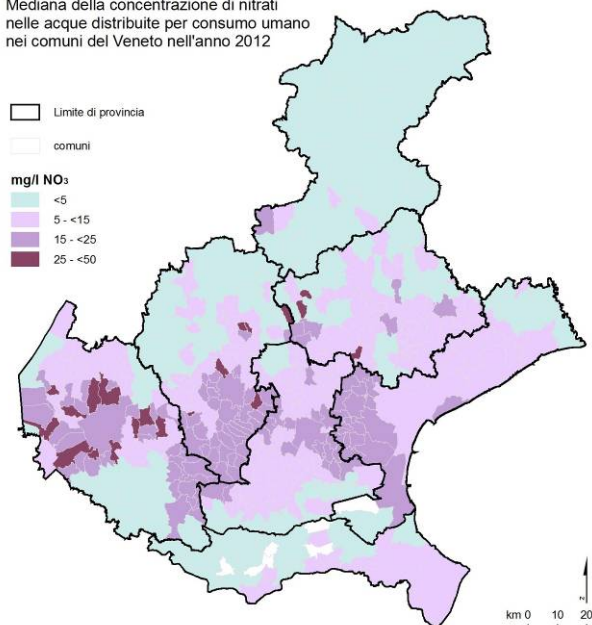 Mediana della concentrazione di nitrati
nelle acque distribuite per consumo umano
nei comuni del Veneto nell'anno 2012
Limite di provincia
comuni
mg/l NO3
<5
5 - <15
15 - <25
25 - <50
z
km 0 10 20